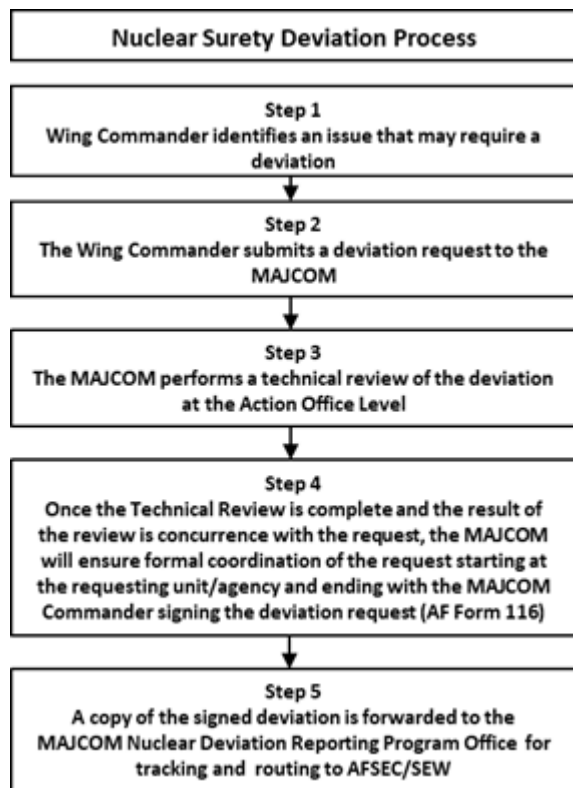 Nuclear Surety Deviation Process
Step 1
Wing Commander identifies an issue that may require a
deviation
Step 2
The Wing Commander submits a deviation request to the
MAJCOM
Step 3
The MAJCOM performs a technical review of the deviation
at the Action Office Level
Step 4
Once the Technical Review is complete and the result of
the review is concurrence with the request, the MAJCOM
will ensure formal coordination of the request starting at
the requesting unit/agency and ending with the MAJCOM
Commander signing the deviation request (AF Form 116)
Step 5
A copy of the signed deviation is forwarded to the
MAJCOM Nuclear Deviation Reporting Program Office for
tracking and routing to AFSEC/SEW